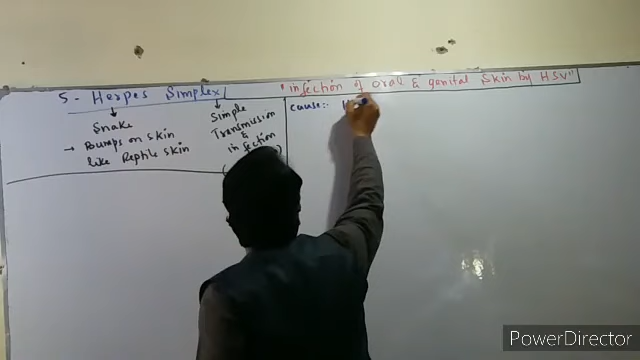 5. Herpes Simplex
"infection of oral & genital Skin by HSV"
Snake
→ Bumps on skin
like Reptile skin
Simple
Transmission
&
infection
cause:- H
PowerDirector